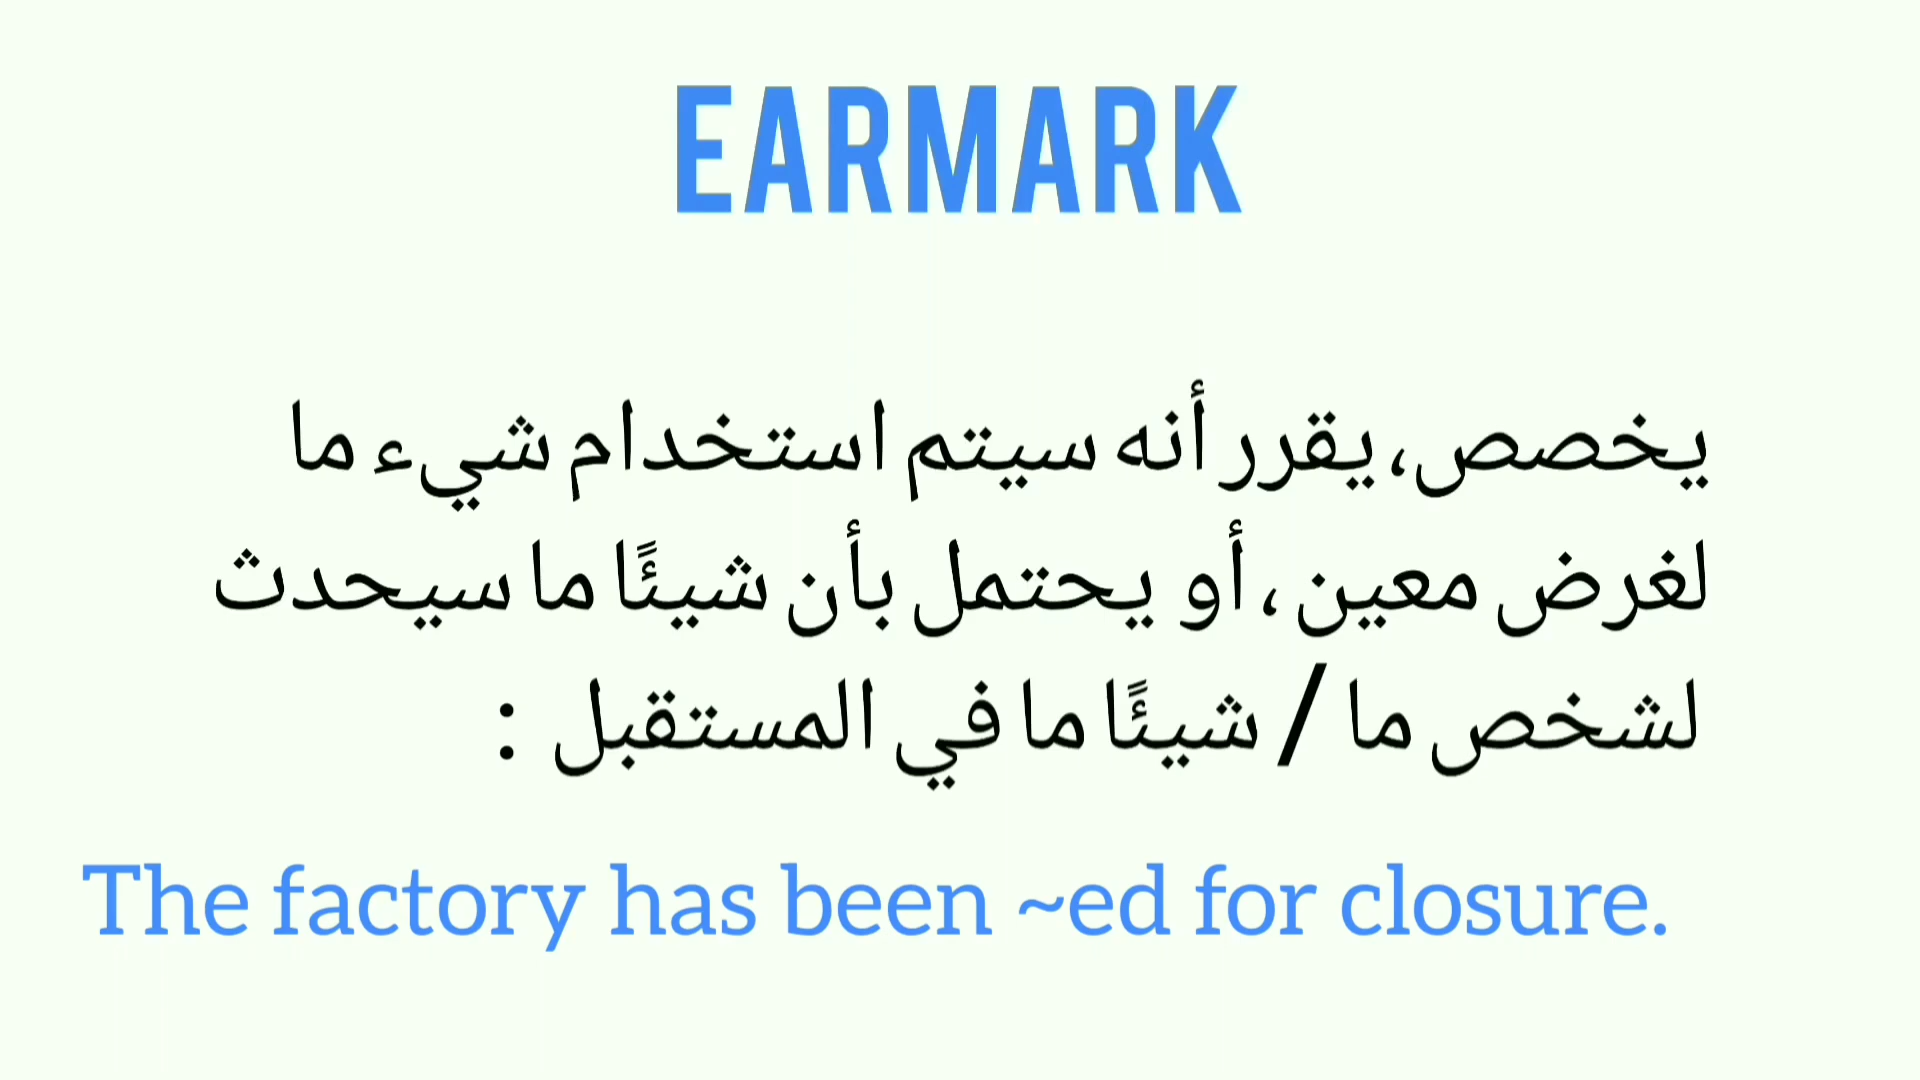 EARMARK
يخصص، يقرر أنه سيتم استخدام شيء ما
لغرض معين، أو يحتمل بأن شيئًا ما سيحدث
لشخص ما / شيئًا ما في المستقبل :
The factory has been ~ed for closure.